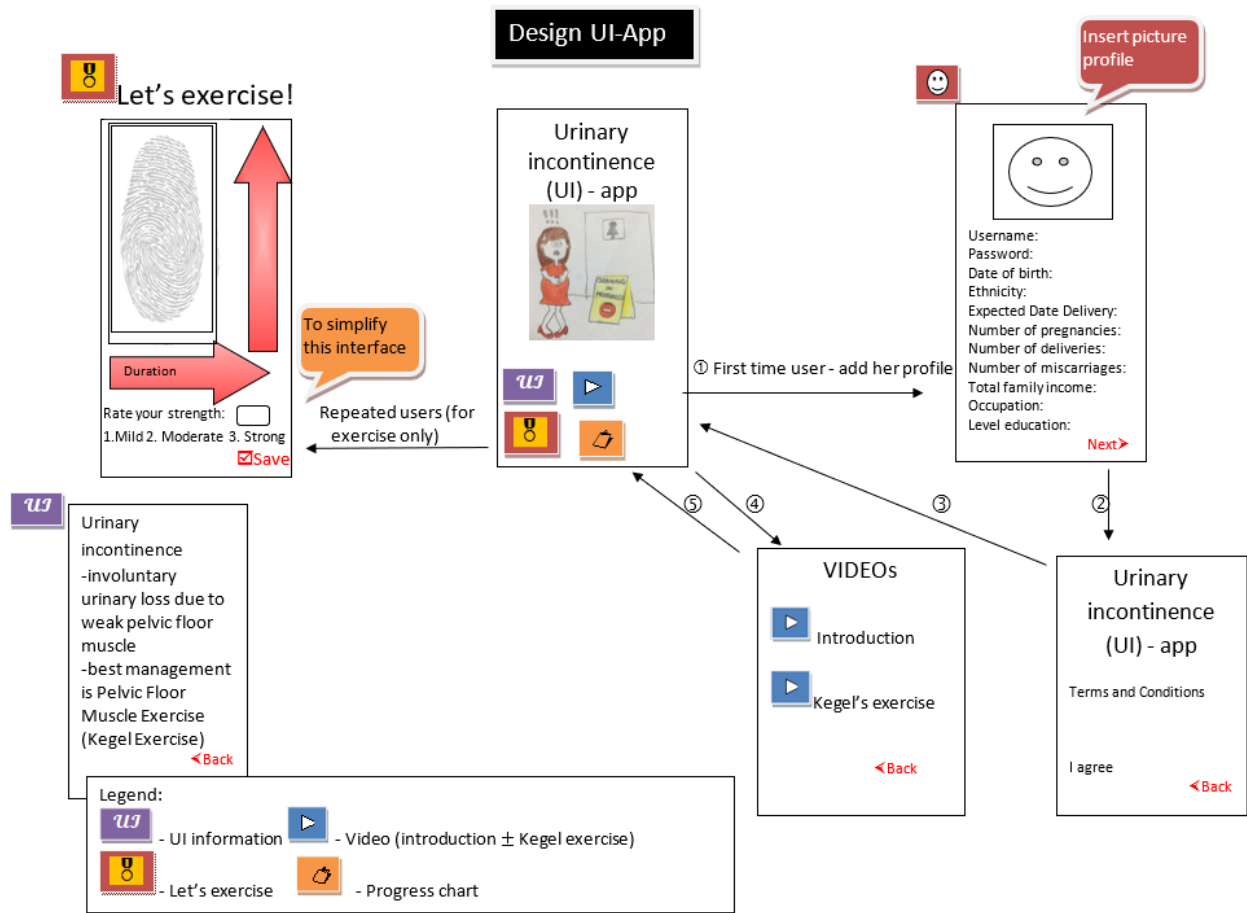 Design UI-App
Insert picture
profile
Let's exercise!
Duration
Rate your strength:
1.Mild 2. Moderate 3. Strong
Save
To simplify
this interface
Repeated users (for
exercise only)
Urinary
incontinence
(UI) - app
!!!
CLEANING
IN
PROGRESS
UI
① First time user - add her profile
Username:
Password:
Date of birth:
Ethnicity:
Expected Date Delivery:
Number of pregnancies:
Number of deliveries:
Number of miscarriages:
Total family income:
Occupation:
Level education:
Next
②
③
④
⑤
UI
Urinary
incontinence
-involuntary
urinary loss due to
weak pelvic floor
muscle
-best management
is Pelvic Floor
Muscle Exercise
(Kegel Exercise)
Back
VIDEOs
Introduction
Kegel's exercise
Back
Urinary
incontinence
(UI) - app
Terms and Conditions
I agree
Back
Legend:
UI - UI information
- Video (introduction ± Kegel exercise)
- Let's exercise
- Progress chart